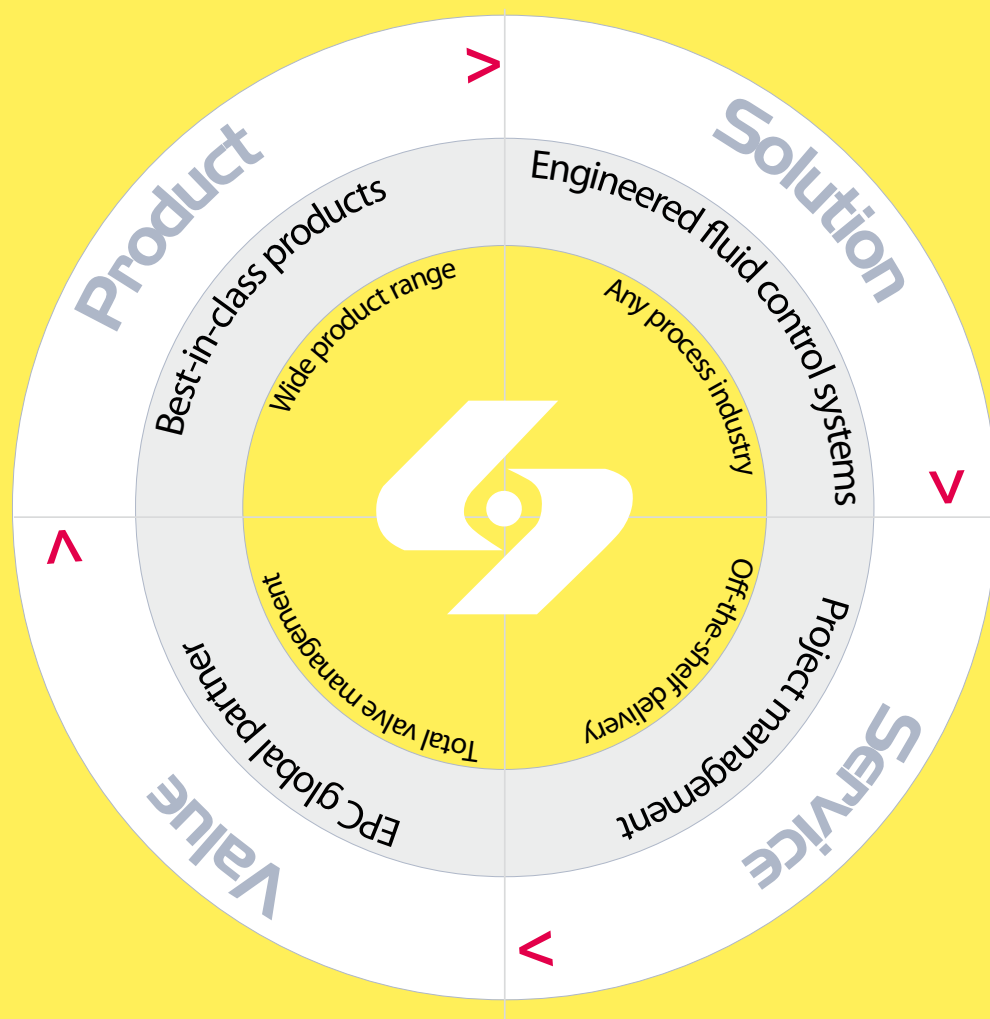 Product
Best-in-class products
Wide product range
>
Solution
Engineered fluid control systems
Any process industry
>
Service
Project management
Off-the-shelf delivery
>
Value
EPC global partner
Total valve management
>